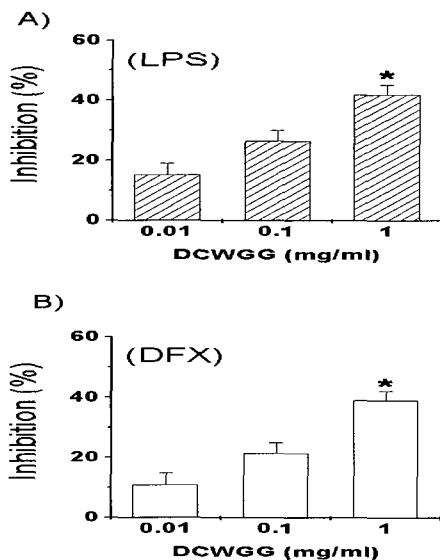 A)
(LPS)
*
60
40
20
0
Inhibition (%)
0.01 0.1 1
DCWGG (mg/ml)
B)
(DFX)
*
60
40
20
0
Inhibition (%)
0.01 0.1 1
DCWGG (mg/ml)